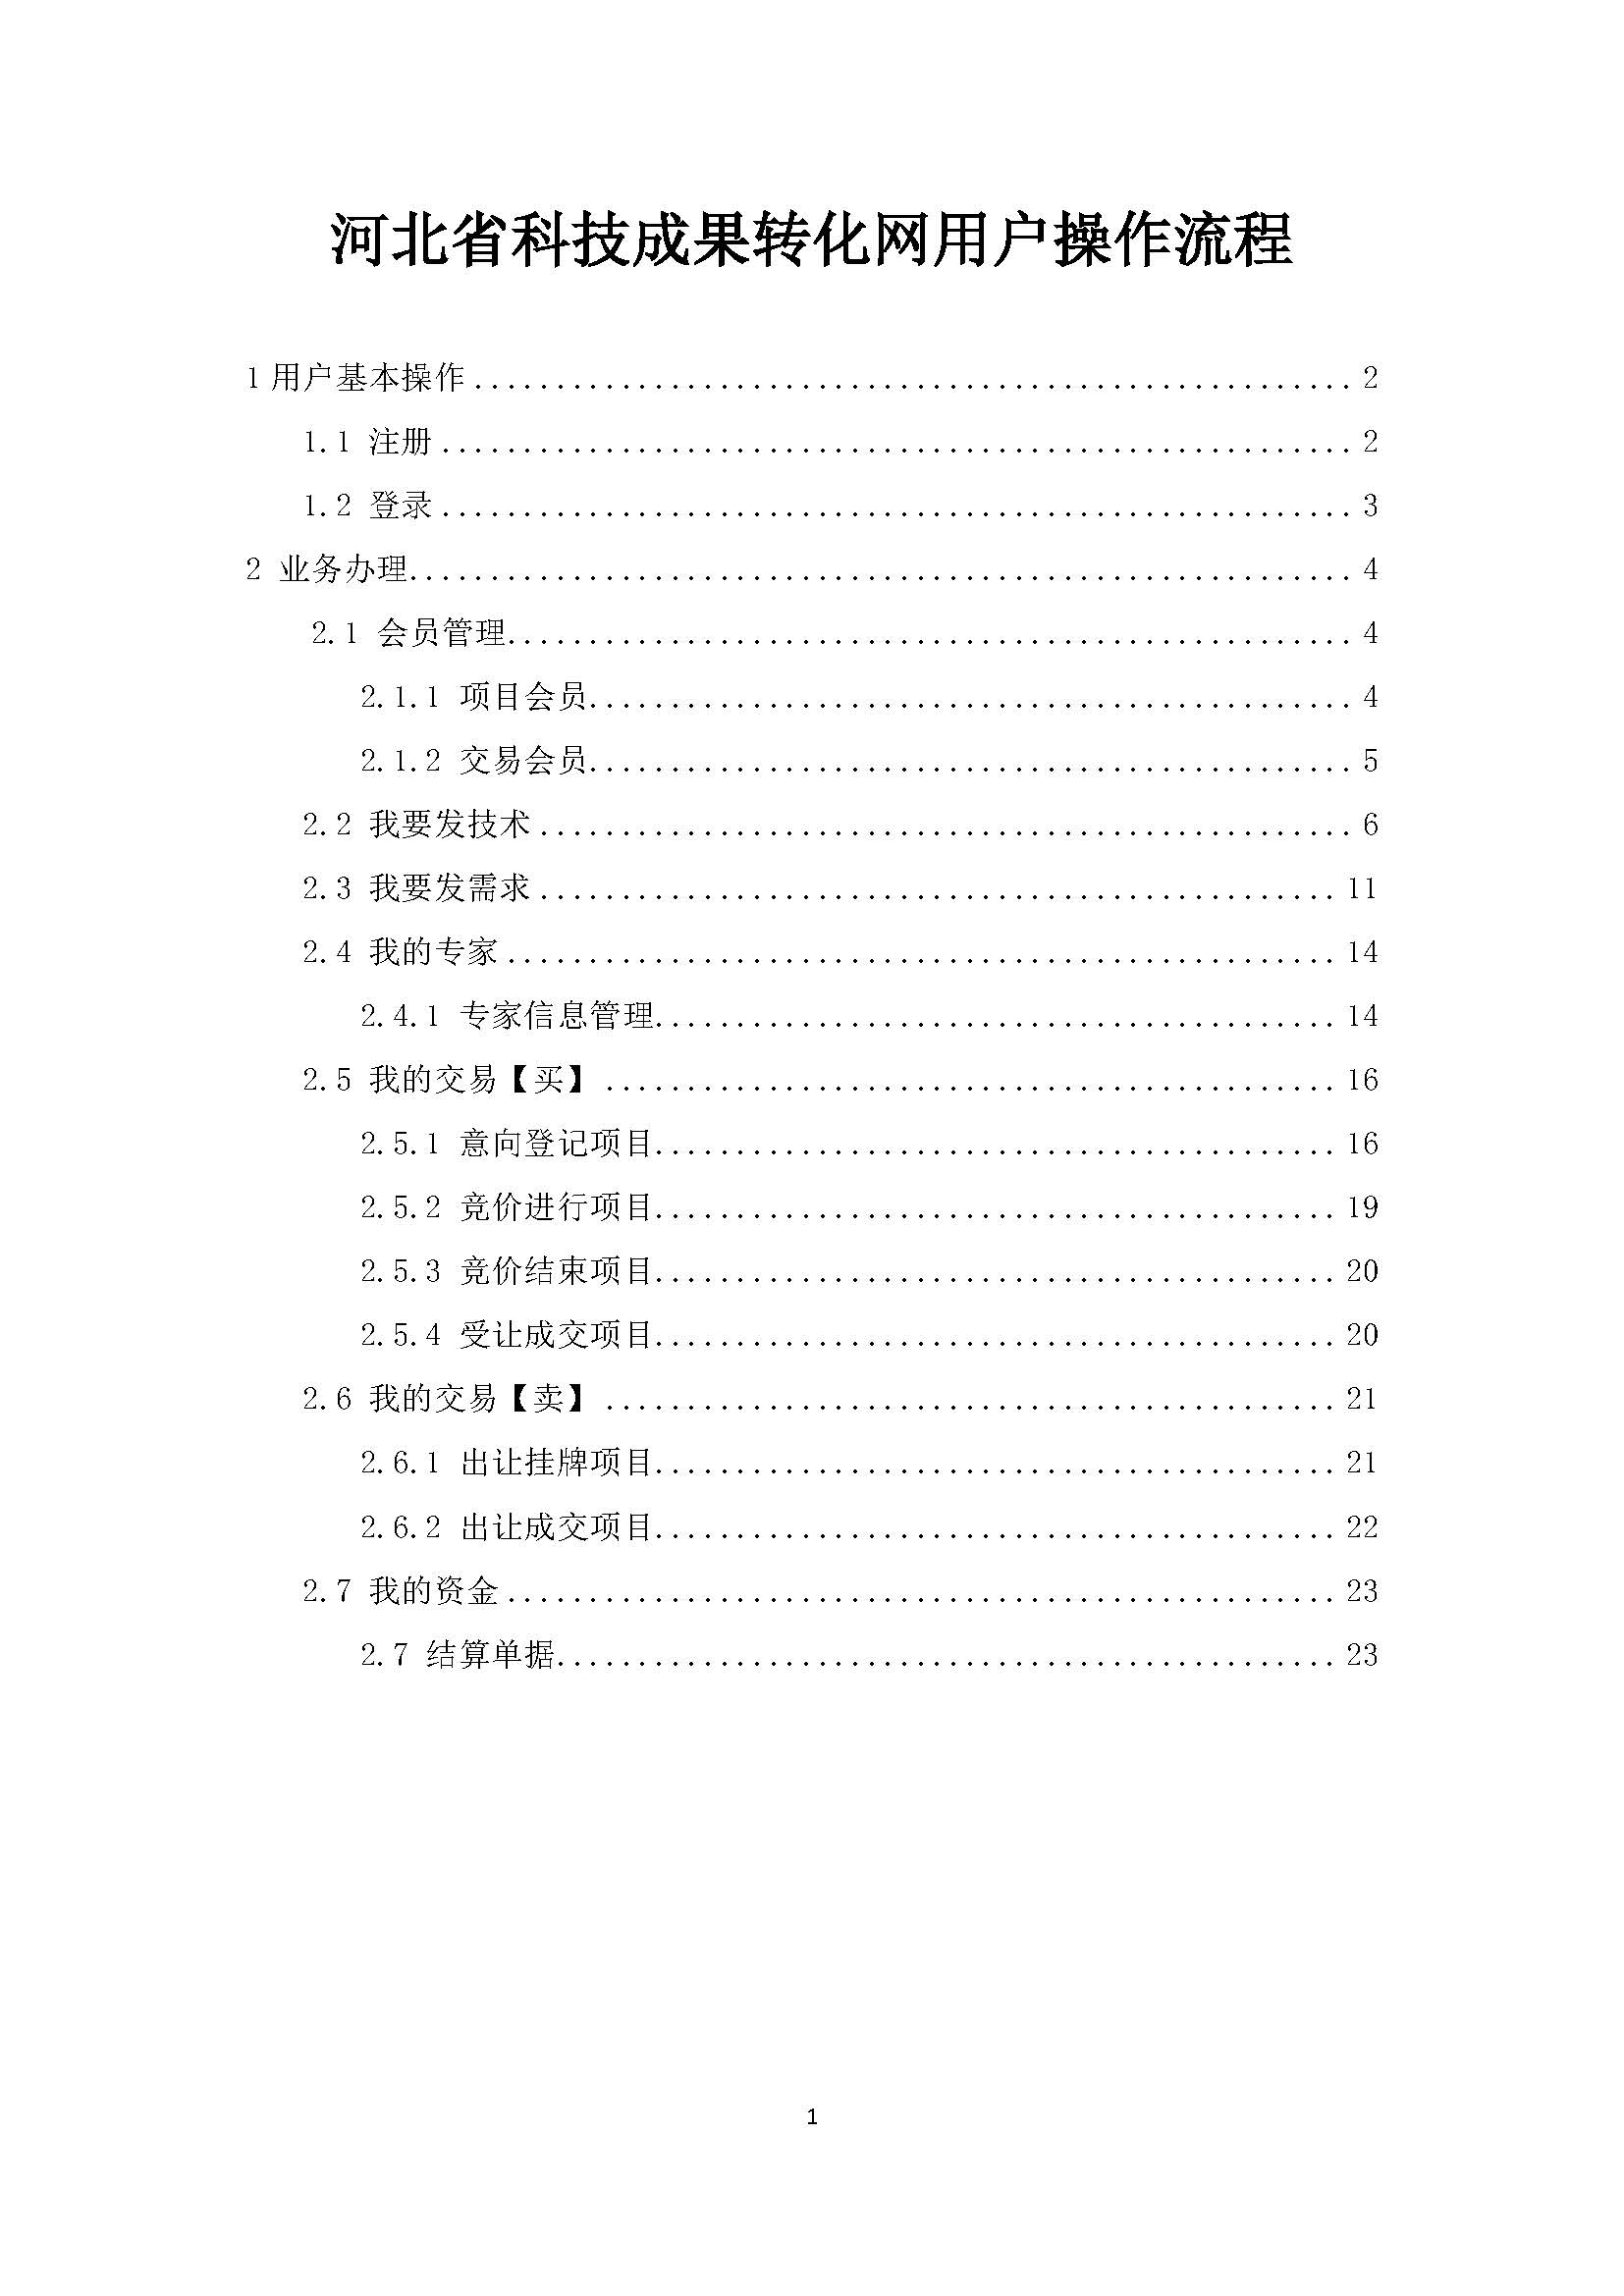 河北省科技成果转化网用户操作流程
1用户基本操作......................................................2
1.1 注册........................................................2
1.2 登录........................................................3
2 业务办理..........................................................4
2.1 会员管理....................................................4
2.1.1 项目会员...............................................4
2.1.2 交易会员...............................................5
2.2 我要发技术..................................................6
2.3 我要发需求.................................................11
2.4 我的专家...................................................14
2.4.1 专家信息管理..........................................14
2.5 我的交易【买】.............................................16
2.5.1 意向登记项目..........................................16
2.5.2 竞价进行项目..........................................19
2.5.3 竞价结束项目..........................................20
2.5.4 受让成交项目..........................................20
2.6 我的交易【卖】.............................................21
2.6.1 出让挂牌项目..........................................21
2.6.2 出让成交项目..........................................22
2.7 我的资金...................................................23
2.7 结算单据................................................23
1